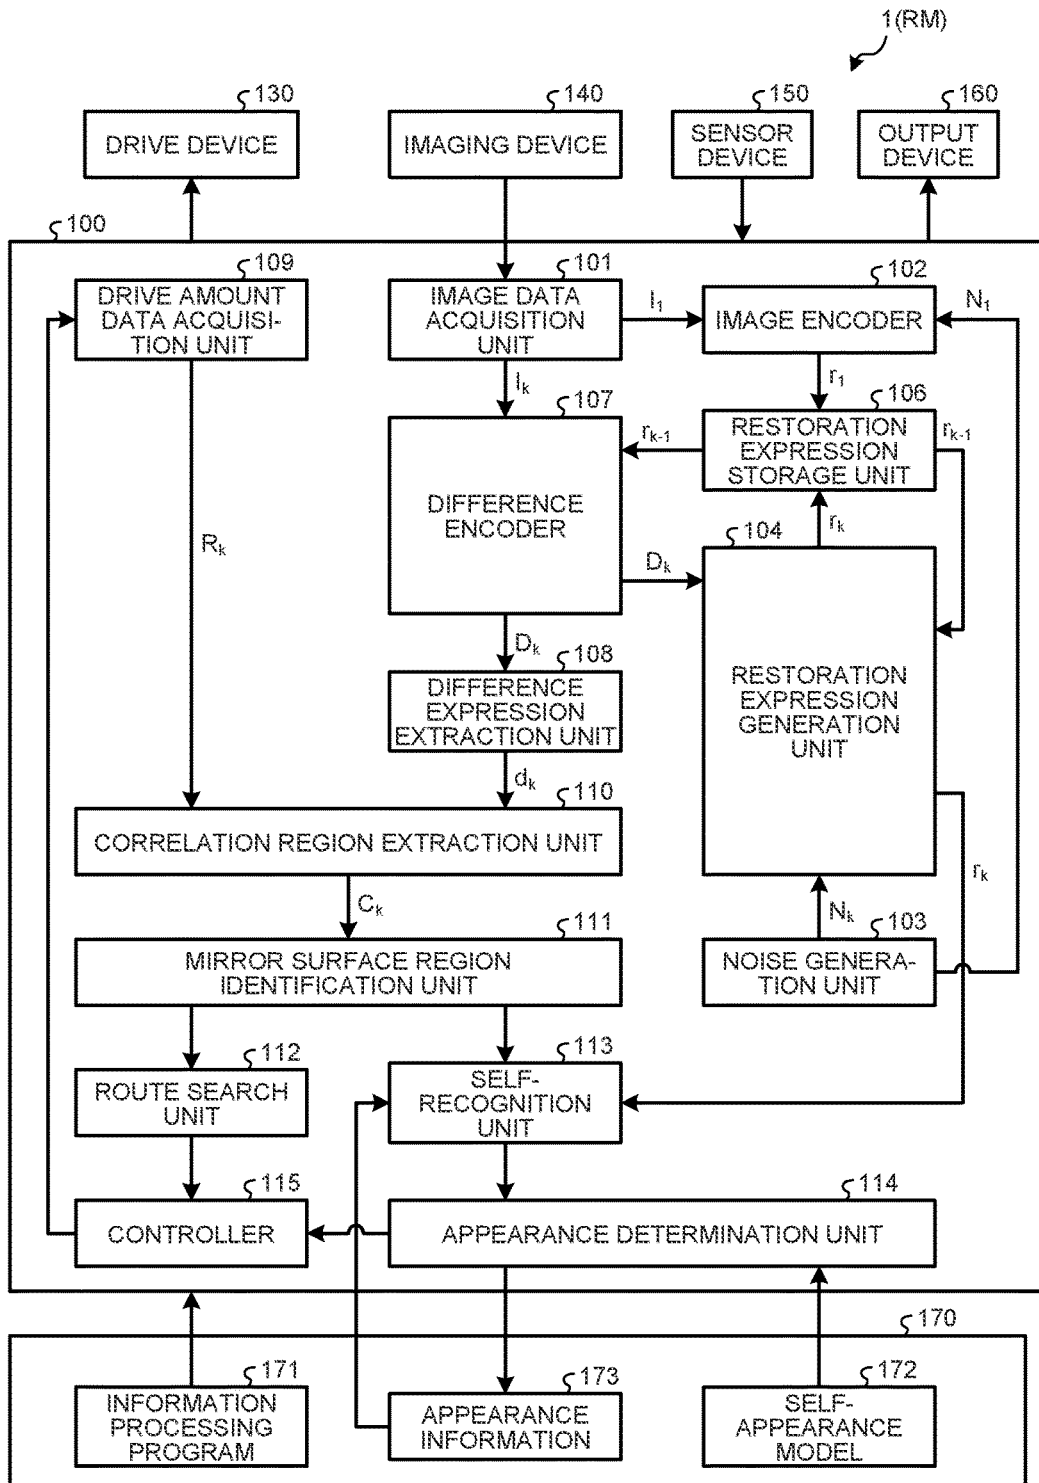 1(RM)
130
140
150
160
DRIVE DEVICE
IMAGING DEVICE
SENSOR
DEVICE
OUTPUT
DEVICE
100
109
DRIVE AMOUNT
DATA ACQUISI-
TION UNIT
101
IMAGE DATA
ACQUISITION
UNIT
I1
102
IMAGE ENCODER
N1
Ik
r1
107
DIFFERENCE
ENCODER
rk-1
106
RESTORATION
EXPRESSION
STORAGE UNIT
rk-1
rk
104
RESTORATION
EXPRESSION
GENERATION
UNIT
Rk
Dk
Dk
108
DIFFERENCE
EXPRESSION
EXTRACTION UNIT
dk
110
CORRELATION REGION EXTRACTION UNIT
rk
Ck
Nk
111
MIRROR SURFACE REGION
IDENTIFICATION UNIT
103
NOISE GENERA-
TION UNIT
112
ROUTE SEARCH
UNIT
113
SELF-
RECOGNITION
UNIT
115
CONTROLLER
114
APPEARANCE DETERMINATION UNIT
170
171
INFORMATION
PROCESSING
PROGRAM
173
APPEARANCE
INFORMATION
172
SELF-
APPEARANCE
MODEL